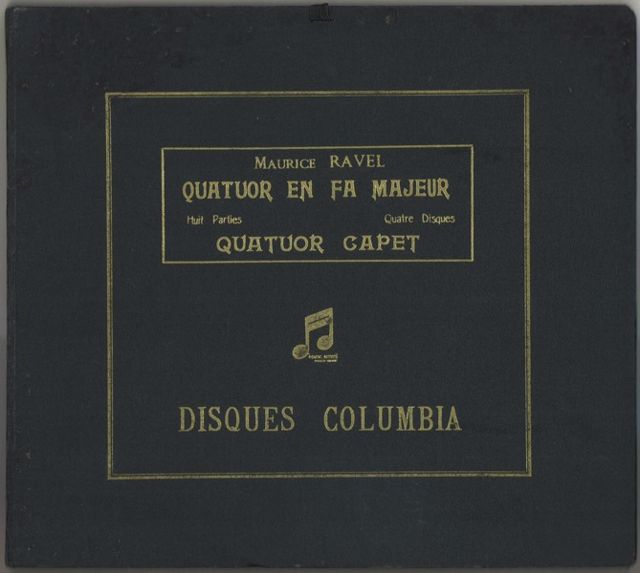 Maurice RAVEL
QUATUOR EN FA MAJEUR
Huit Parties Quatre Disques
QUATUOR CAPET
DISQUES COLUMBIA